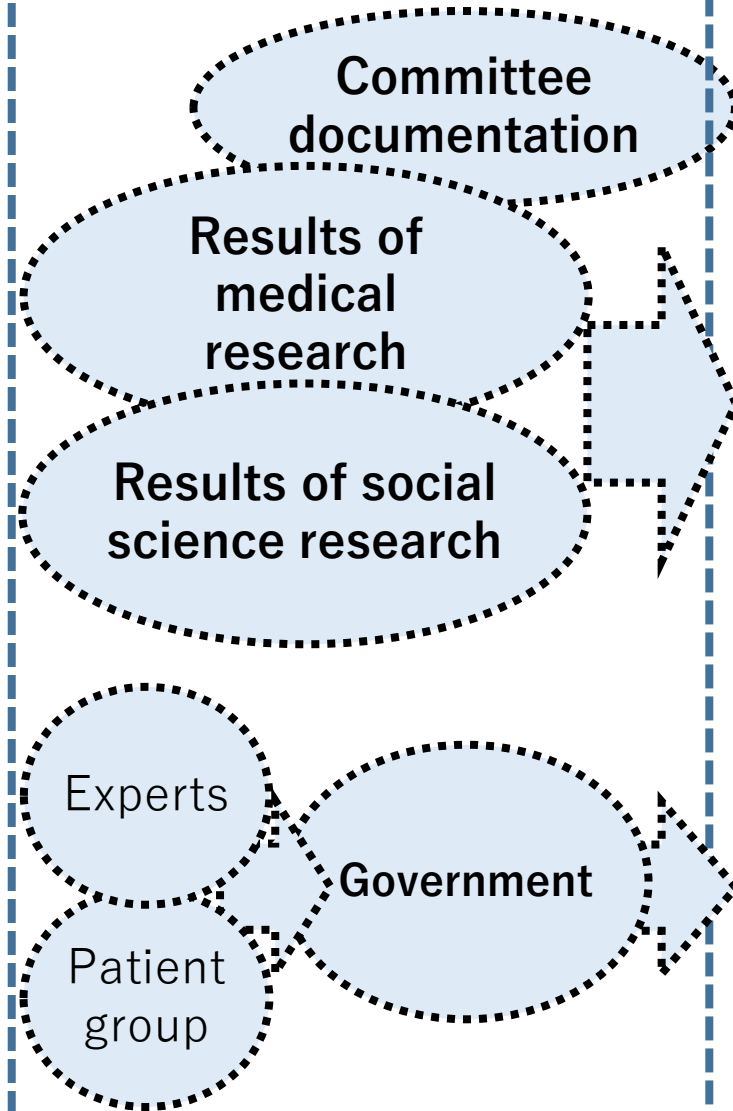 Committee
documentation
Results of
medical
research
Results of social
science research
Experts
Government
Patient
group